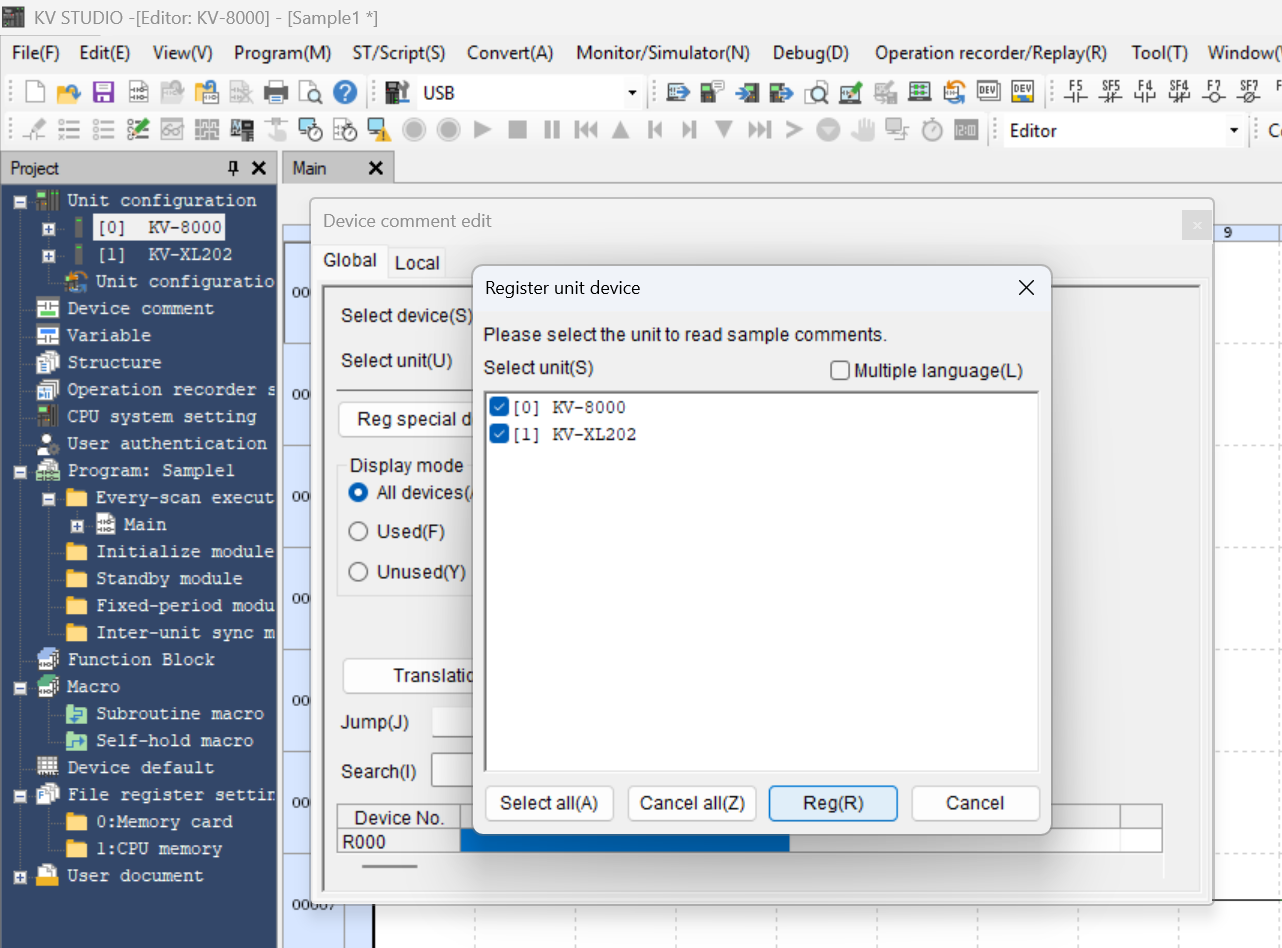 KV STUDIO -[Editor: KV-8000] - [Sample1 *]
File(F) Edit(E) View(V) Program(M) ST/Script(S) Convert(A) Monitor/Simulator(N) Debug(D) Operation recorder/Replay(R) Tool(T) Window(
USB
DEV DEV
F5 SF5 F4 SF4 F7 SF7 F
Editor
Project
Main
Unit configuration
[0] KV-8000
[1] KV-XL202
Unit configuratio
Device comment
Variable
Structure
Operation recorder s
CPU system setting
User authentication
Program: Sample1
Every-scan execut
Main
Initialize module
Standby module
Fixed-period modu
Inter-unit sync m
Function Block
Macro
Subroutine macro
Self-hold macro
Device default
File register settin
0:Memory card
1:CPU memory
User document
9
00
00
00
00
00
00
Device comment edit
Global Local
Select device(S)
Select unit(U)
Reg special d
Display mode
All devices(
Used(F)
Unused(Y)
Translatio
Jump(J)
Search(I)
Device No.
R000
Register unit device
Please select the unit to read sample comments.
Select unit(S)
Multiple language(L)
[0] KV-8000
[1] KV-XL202
Select all(A) Cancel all(Z) Reg(R) Cancel